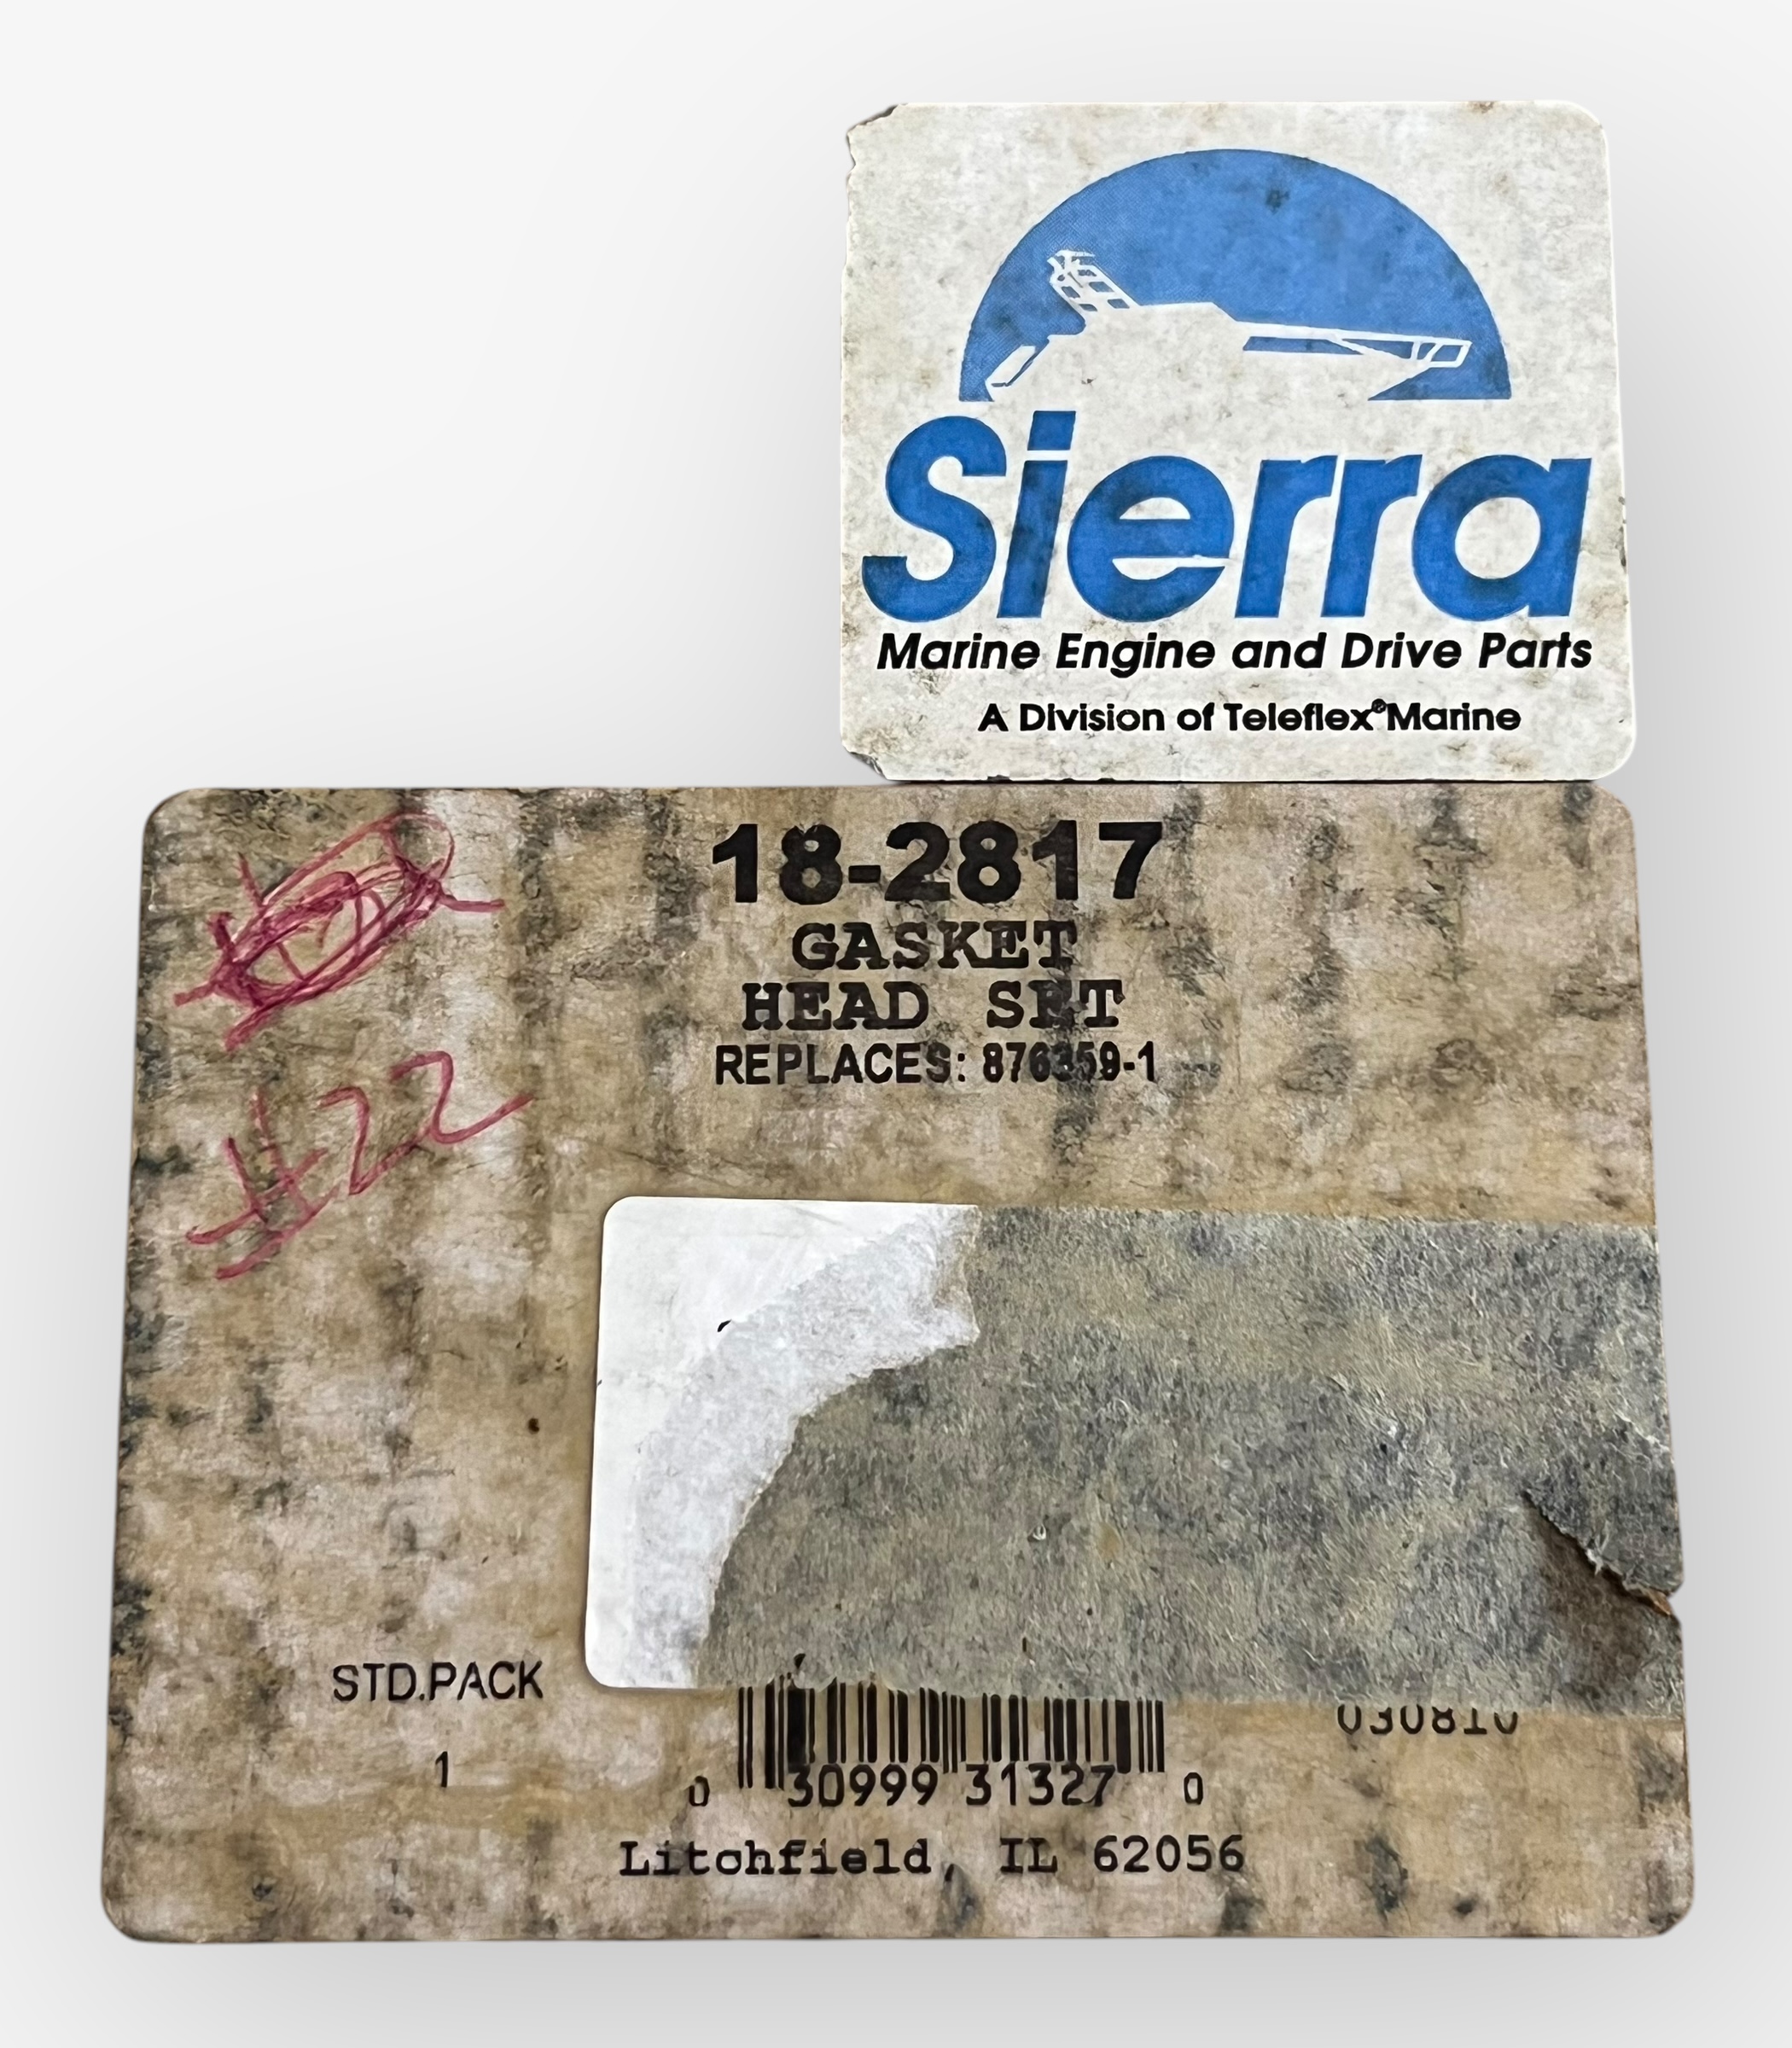 Sierra
Marine Engine and Drive Parts
A Division of Teleflex® Marine
18-2817
GASKET
HEAD SET
REPLACES: 876359-1
#22
STD.PACK
1
0 30999 31327 0
030810
Litchfield, IL 62056